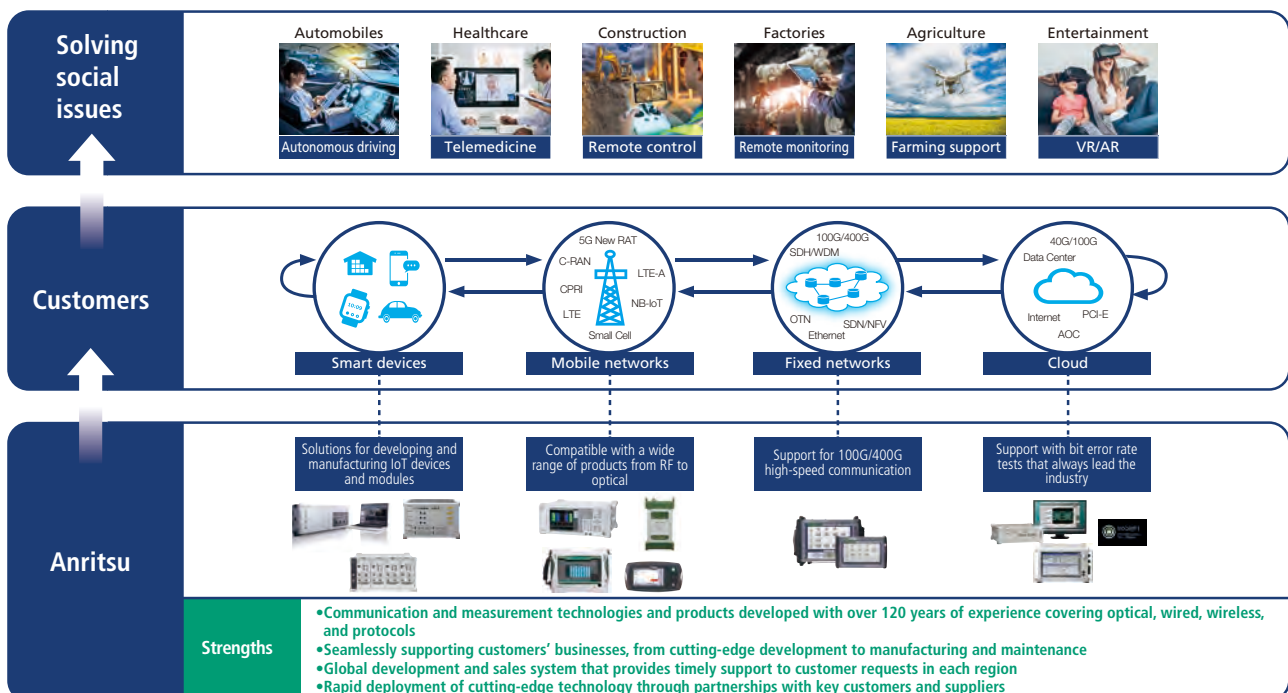 Solving
social
issues
Automobiles
Healthcare
Construction
Factories
Agriculture
Entertainment
Autonomous driving
Telemedicine
Remote control
Remote monitoring
Farming support
VR/AR
Customers
10:09
Smart devices
5G New RAT
C-RAN
LTE-A
CPRI
NB-IoT
LTE
Small Cell
Mobile networks
100G/400G
SDH/WDM
OTN
SDN/NFV
Ethernet
Fixed networks
40G/100G
Data Center
Internet
PCI-E
AOC
Cloud
Anritsu
Solutions for developing and
manufacturing IoT devices
and modules
Compatible with a wide
range of products from RF to
optical
Support for 100G/400G
high-speed communication
Support with bit error rate
tests that always lead the
industry
Strengths
•Communication and measurement technologies and products developed with over 120 years of experience covering optical, wired, wireless,
and protocols
•Seamlessly supporting customers’ businesses, from cutting-edge development to manufacturing and maintenance
•Global development and sales system that provides timely support to customer requests in each region
•Rapid deployment of cutting-edge technology through partnerships with key customers and suppliers